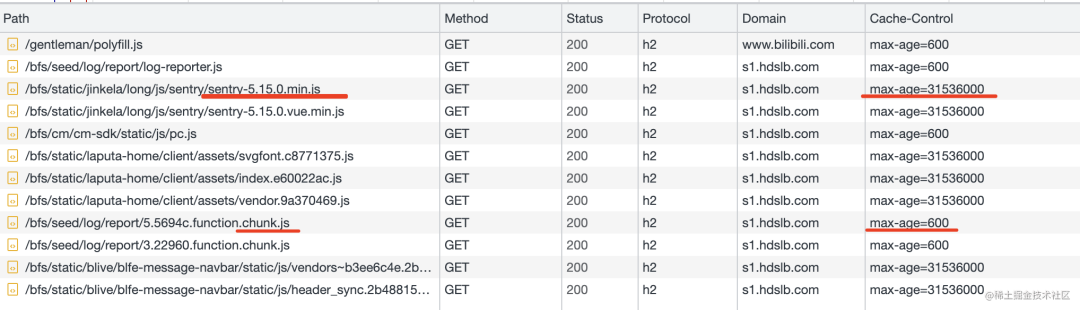 Path Method Status Protocol Domain Cache-Control
/gentleman/polyfill.js GET 200 h2 www.bilibili.com max-age=600
/bfs/seed/log/report/log-reporter.js GET 200 h2 s1.hdslb.com max-age=600
/bfs/static/jinkela/long/js/sentry/sentry-5.15.0.min.js GET 200 h2 s1.hdslb.com max-age=31536000
/bfs/static/jinkela/long/js/sentry/sentry-5.15.0.vue.min.js GET 200 h2 s1.hdslb.com max-age=31536000
/bfs/cm/cm-sdk/static/js/pc.js GET 200 h2 s1.hdslb.com max-age=600
/bfs/static/laputa-home/client/assets/svgfont.c8771375.js GET 200 h2 s1.hdslb.com max-age=31536000
/bfs/static/laputa-home/client/assets/index.e60022ac.js GET 200 h2 s1.hdslb.com max-age=31536000
/bfs/static/laputa-home/client/assets/vendor.9a370469.js GET 200 h2 s1.hdslb.com max-age=31536000
/bfs/seed/log/report/5.5694c.function.chunk.js GET 200 h2 s1.hdslb.com max-age=600
/bfs/seed/log/report/3.22960.function.chunk.js GET 200 h2 s1.hdslb.com max-age=600
/bfs/static/blive/blfe-message-navbar/static/js/vendors~b3ee6c4e.2b... GET 200 h2 s1.hdslb.com max-age=31536000
/bfs/static/blive/blfe-message-navbar/static/js/header_sync.2b48815... GET 200 h2 s1.hdslb.com max-age=31536000
@稀土掘金技术社区